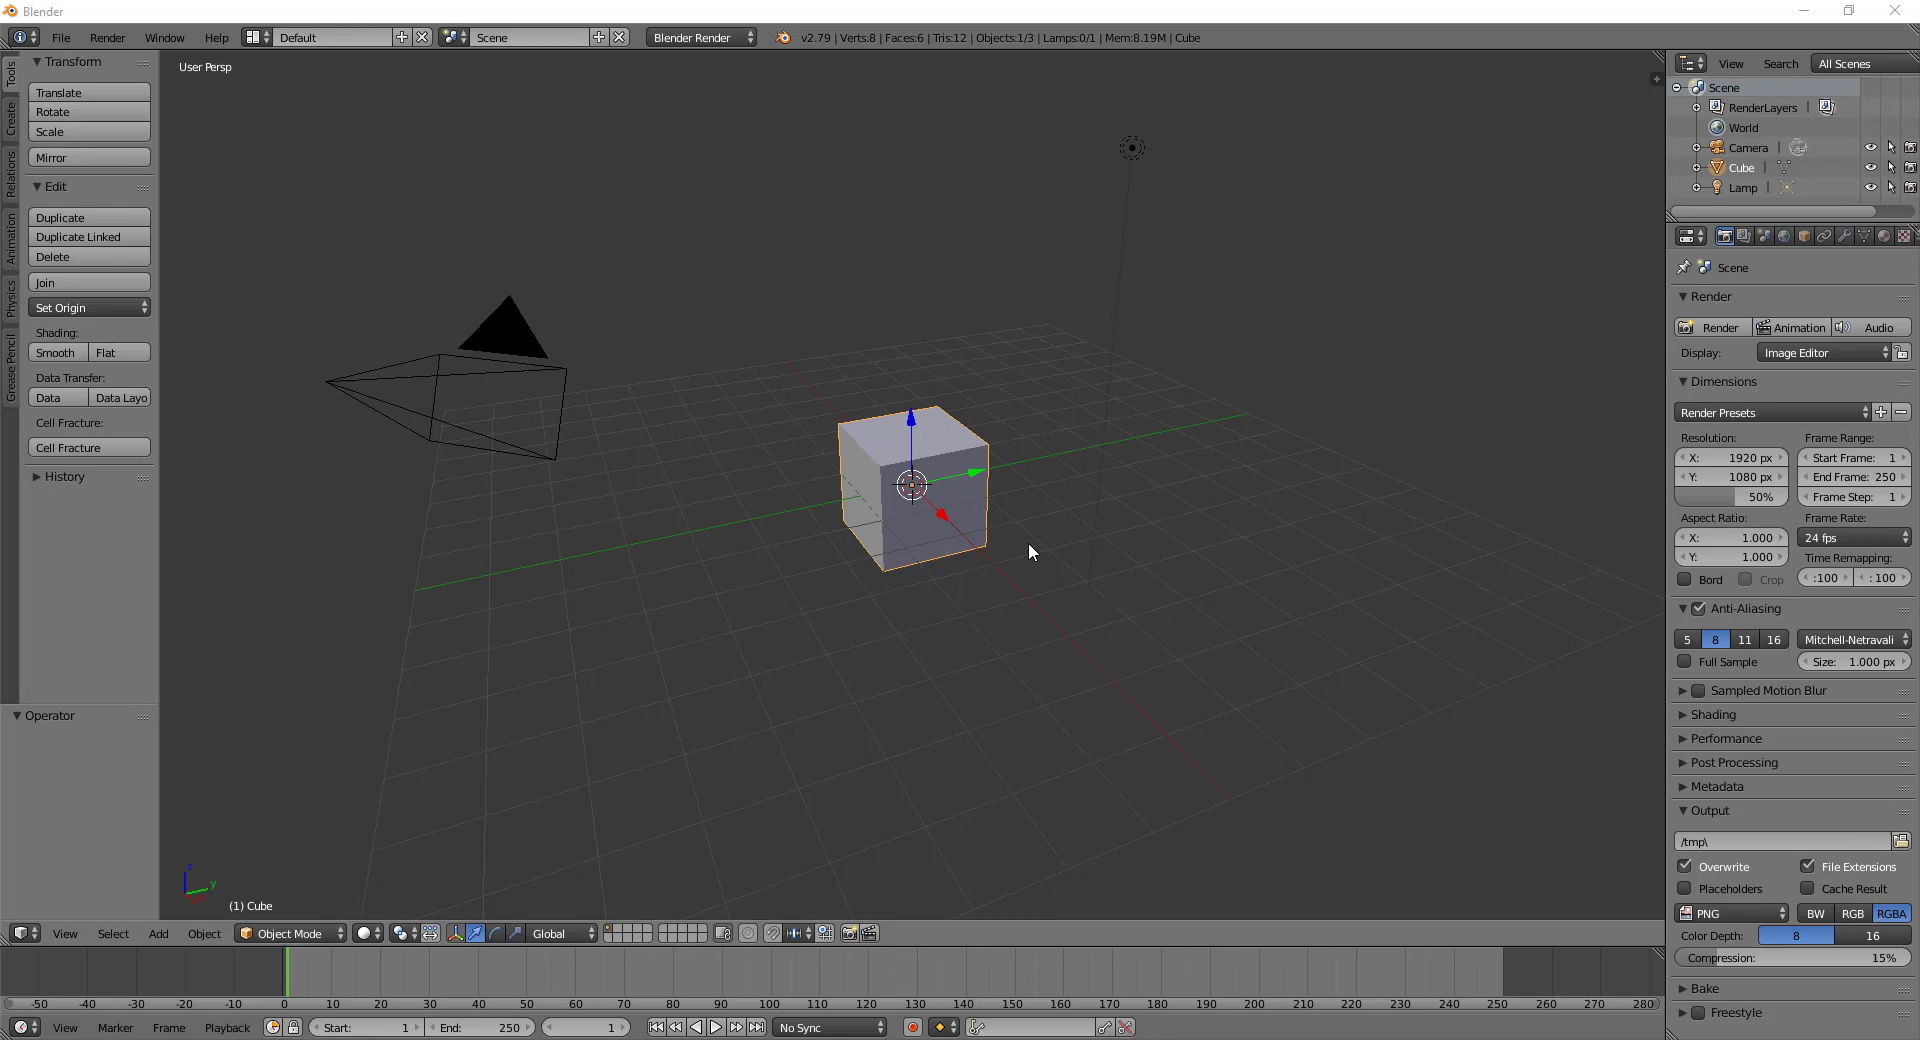 Blender
File Render Window Help Default Scene Blender Render v2.79 | Verts:8 | Faces:6 | Tris:12 | Objects:1/3 | Lamps:0/1 | Mem:8.19M | Cube
Tools
Create
Relations
Animation
Physics
Grease Pencil
Transform
Translate
Rotate
Scale
Mirror
Edit
Duplicate
Duplicate Linked
Delete
Join
Set Origin
Shading:
Smooth Flat
Data Transfer:
Data Data Layo
Cell Fracture:
Cell Fracture
History
Operator
User Persp
z
y
(1) Cube
View Select Add Object Object Mode Global
-50 -40 -30 -20 -10 0 10 20 30 40 50 60 70 80 90 100 110 120 130 140 150 160 170 180 190 200 210 220 230 240 250 260 270 280
View Marker Frame Playback Start: 1 End: 250 1 No Sync
View Search All Scenes
Scene
RenderLayers |
World
Camera |
Cube |
Lamp |
Scene
Render
Render Animation Audio
Display: Image Editor
Dimensions
Render Presets
Resolution: Frame Range:
X: 1920 px Start Frame: 1
Y: 1080 px End Frame: 250
50% Frame Step: 1
Aspect Ratio: Frame Rate:
X: 1.000 24 fps
Y: 1.000 Time Remapping:
Bord Crop :100 : 100
Anti-Aliasing
5 8 11 16 Mitchell-Netravali
Full Sample Size: 1.000 px
Sampled Motion Blur
Shading
Performance
Post Processing
Metadata
Output
/tmp\
Overwrite File Extensions
Placeholders Cache Result
PNG BW RGB RGBA
Color Depth: 8 16
Compression: 15%
Bake
Freestyle